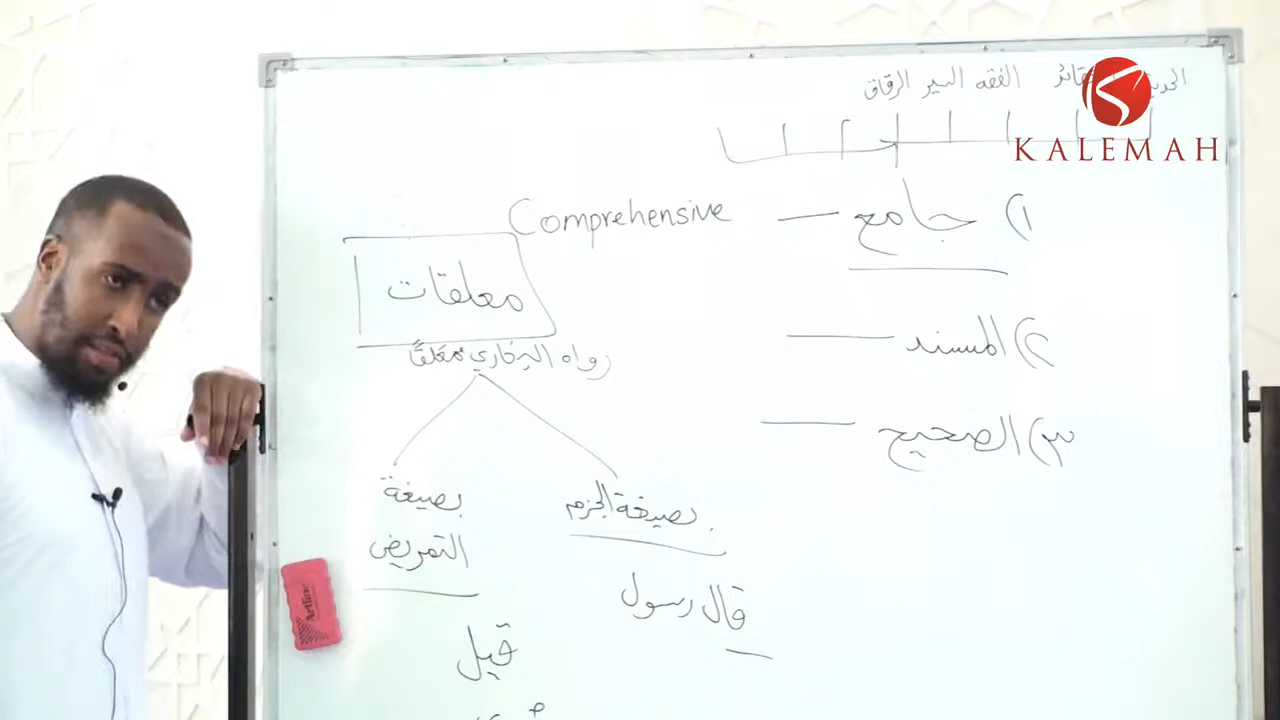 الفقه السير الرقاق
KALEMAH
١) جامع — Comprehensive
٢) المسند —
٣) الصحيح —
معلقات
رواه البخاري معلقًا
بصيغة الجزم
قال رسول
بصيغة
التمريض
قيل
Artline